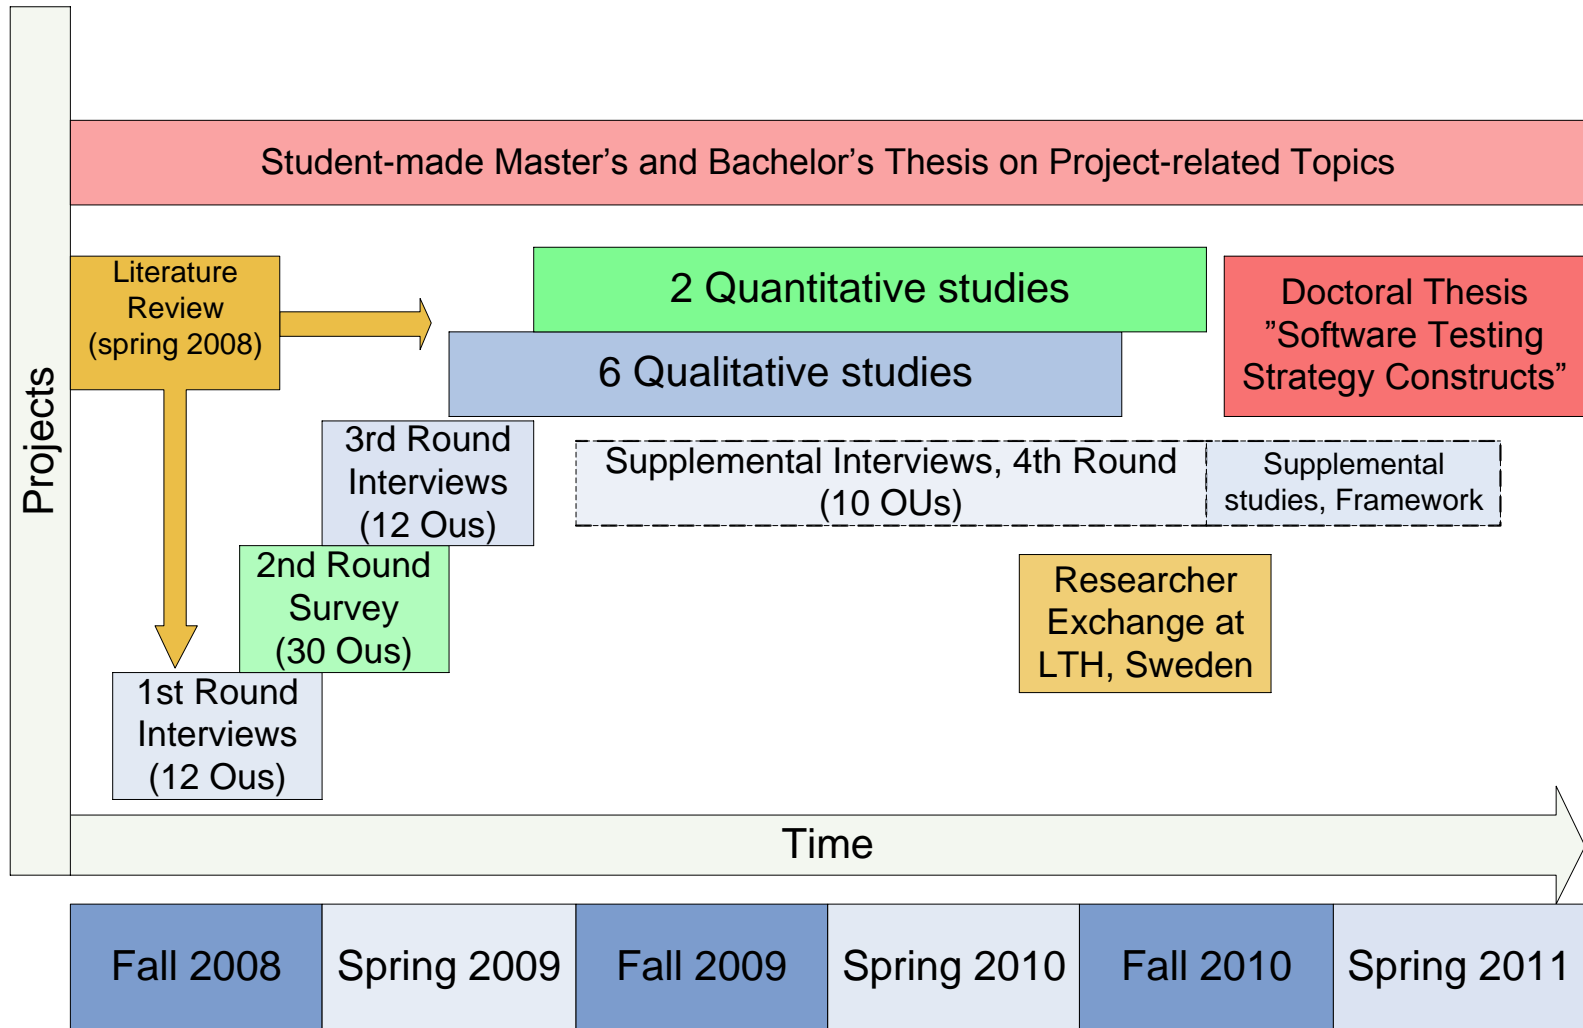 Projects
Student-made Master’s and Bachelor’s Thesis on Project-related Topics
Literature
Review
(spring 2008)
2 Quantitative studies
6 Qualitative studies
Doctoral Thesis
”Software Testing
Strategy Constructs”
3rd Round
Interviews
(12 Ous)
Supplemental Interviews, 4th Round
(10 OUs)
Supplemental
studies, Framework
2nd Round
Survey
(30 Ous)
Researcher
Exchange at
LTH, Sweden
1st Round
Interviews
(12 Ous)
Time
Fall 2008
Spring 2009
Fall 2009
Spring 2010
Fall 2010
Spring 2011